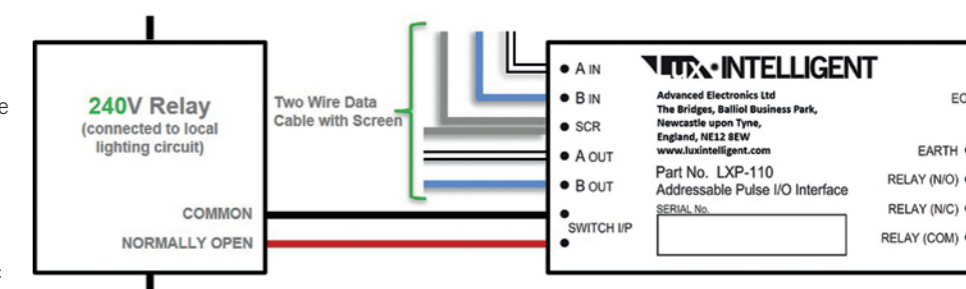 240V Relay
(connected to local
lighting circuit)
COMMON
NORMALLY OPEN
Two Wire Data
Cable with Screen
A IN
B IN
SCR
A OUT
B OUT
SWITCH I/P
LUX•INTELLIGENT
Advanced Electronics Ltd
The Bridges, Balliol Business Park,
Newcastle upon Tyne,
England, NE12 8EW
www.luxintelligent.com
Part No. LXP-110
Addressable Pulse I/O Interface
SERIAL No.
EARTH
RELAY (N/O)
RELAY (N/C)
RELAY (COM)